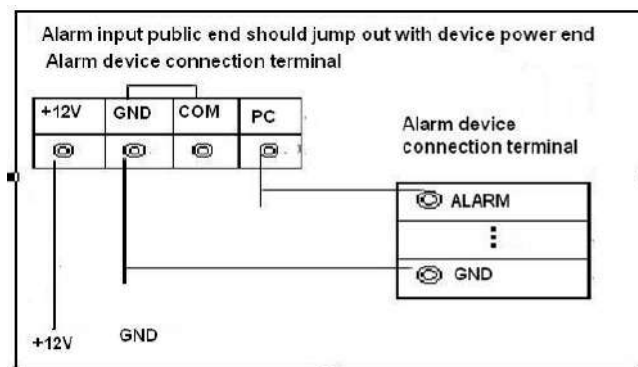 Alarm input public end should jump out with device power end
Alarm device connection terminal
+12V GND COM PC
Alarm device
connection terminal
ALARM
GND
+12V GND